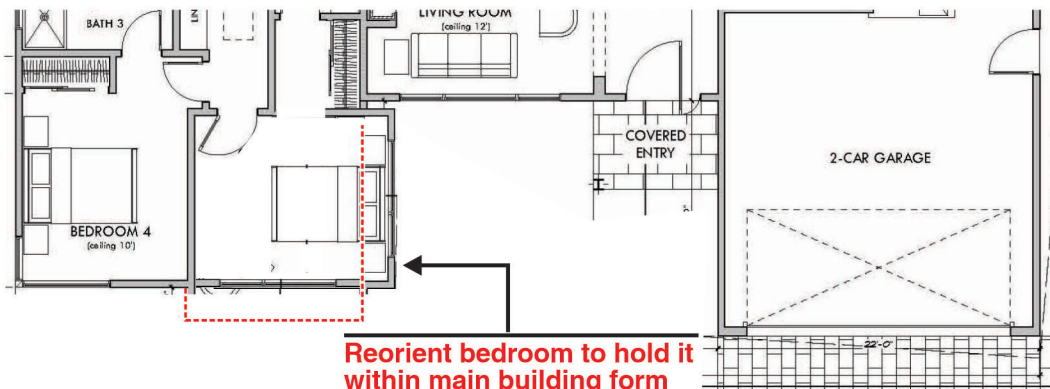 BATH 3
LIN
LIVING ROOM
(ceiling 12')
COVERED
ENTRY
2-CAR GARAGE
BEDROOM 4
(ceiling 10')
22'-0"
Reorient bedroom to hold it
within main building form